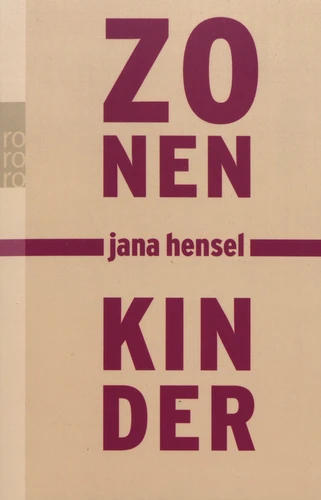 ZO
NEN
jana hensel
KIN
DER
ro
ro
ro